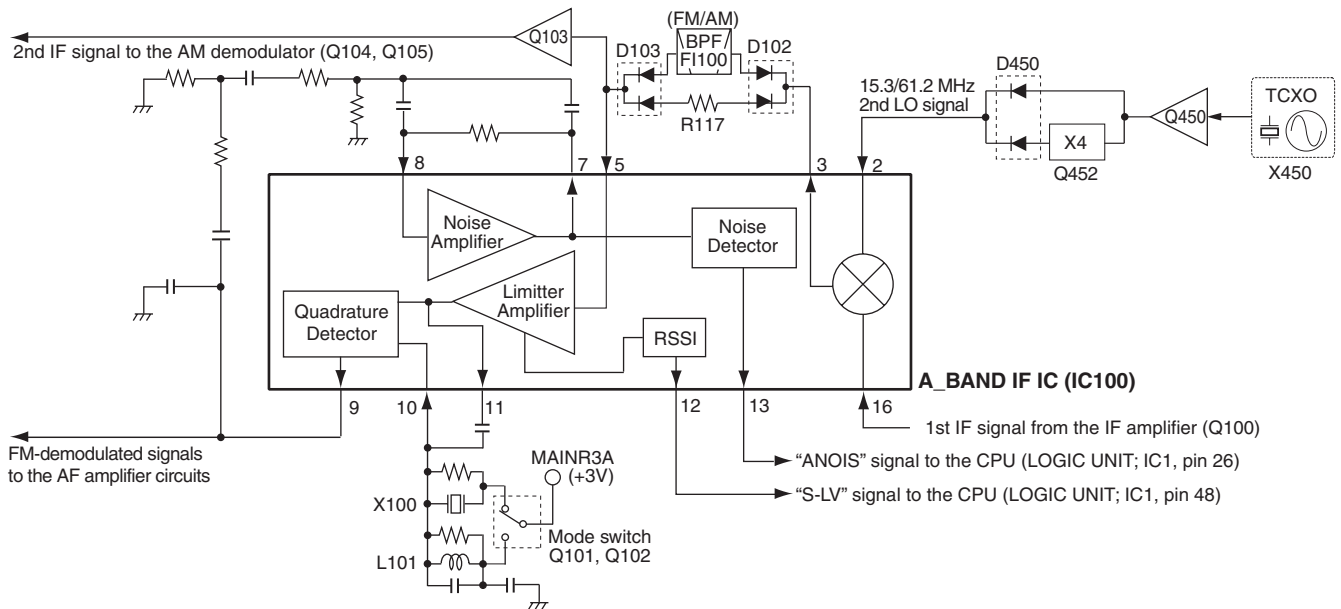 (FM/AM)
Q103
D103
BPF
FI100
D102
2nd IF signal to the AM demodulator (Q104, Q105)
D450
15.3/61.2 MHz
2nd LO signal
Q450
TCXO
R117
X4
Q452
X450
8
7
5
3
2
Noise
Amplifier
Noise
Detector
Limitter
Amplifier
Quadrature
Detector
RSSI
A_BAND IF IC (IC100)
9
10
11
12
13
16
1st IF signal from the IF amplifier (Q100)
FM-demodulated signals
to the AF amplifier circuits
MAINR3A
(+3V)
"ANOIS" signal to the CPU (LOGIC UNIT; IC1, pin 26)
"S-LV" signal to the CPU (LOGIC UNIT; IC1, pin 48)
X100
Mode switch
Q101, Q102
L101